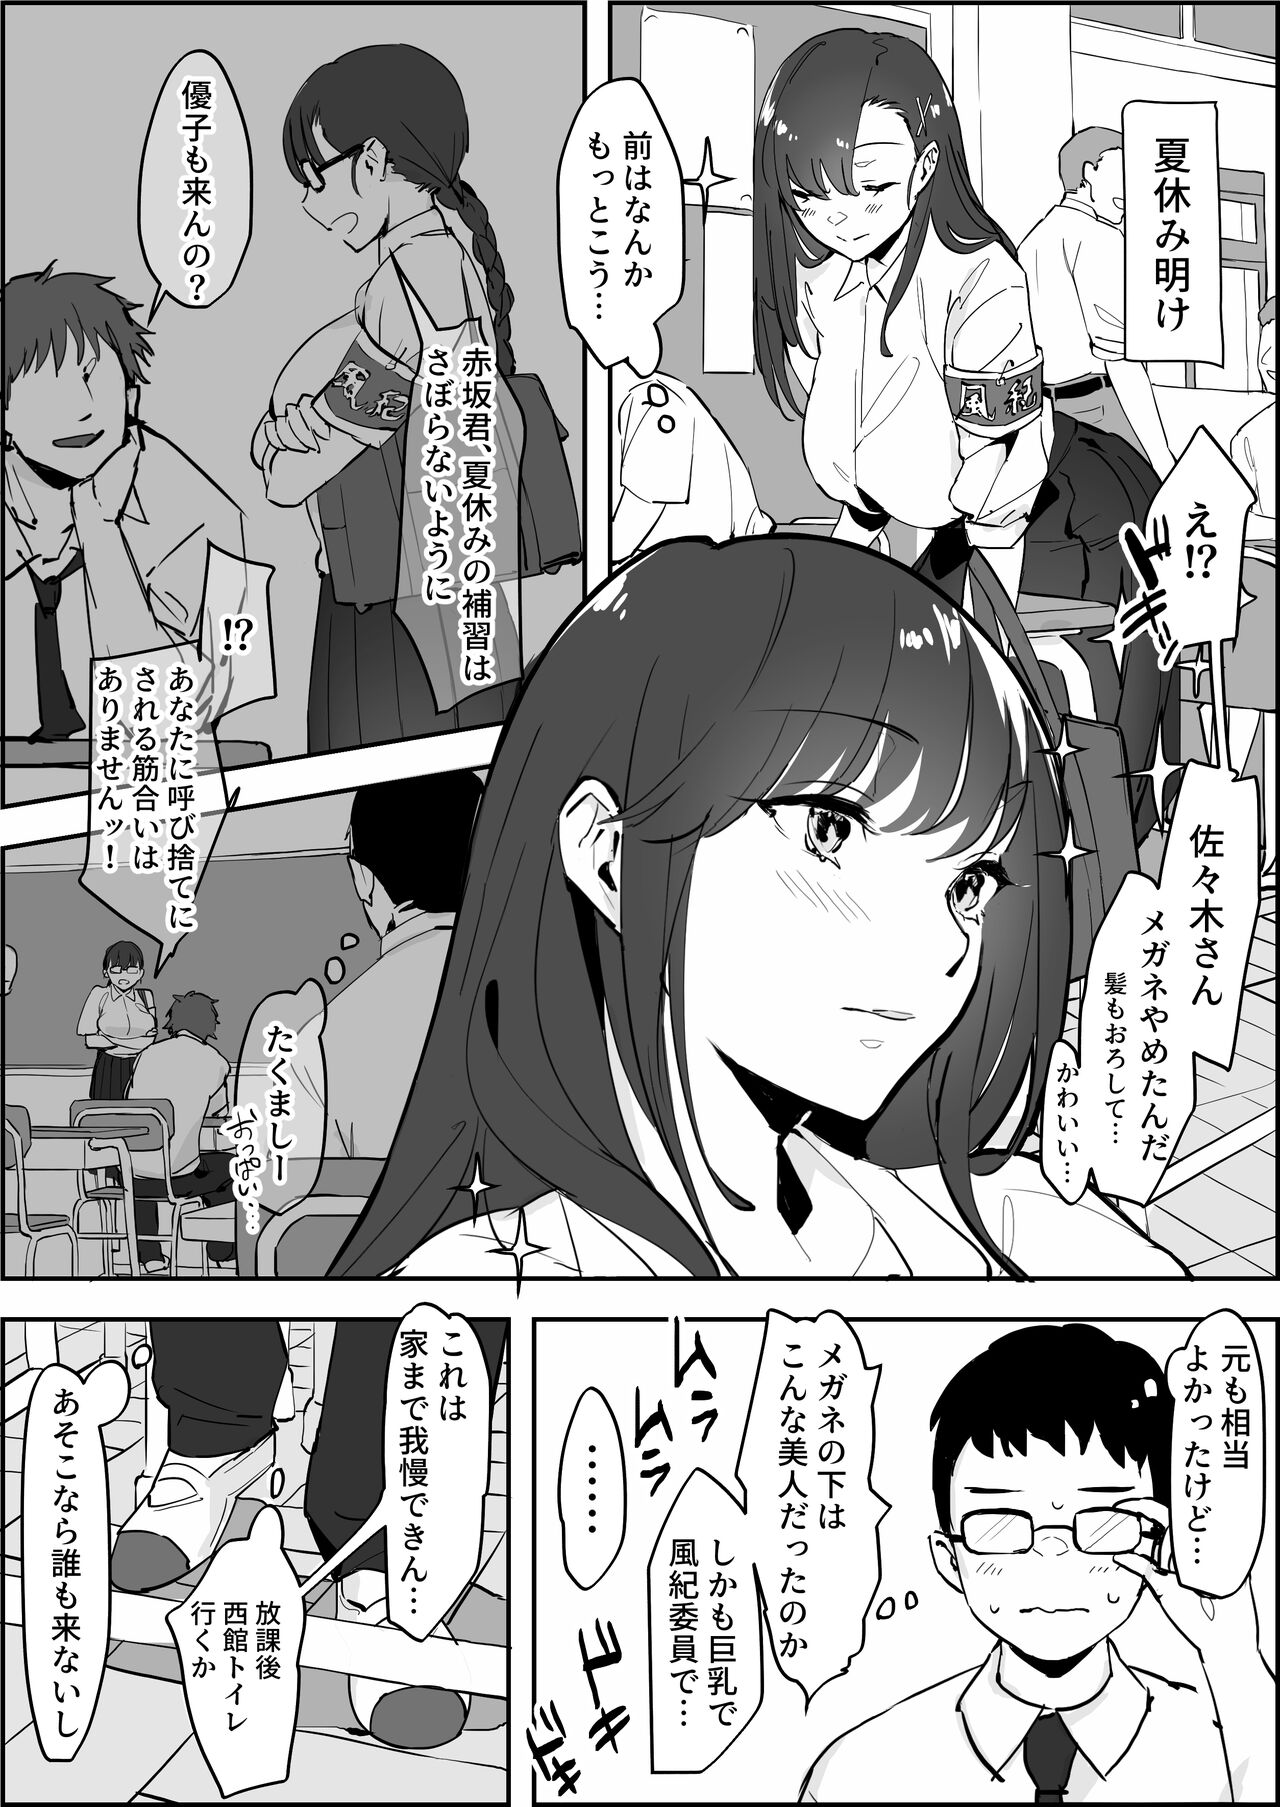 夏休み明け
前はなんか
もっとこう…
風紀
え!?
ドキッ
佐々木さん
メガネやめたんだ
髪もおろして…
かわいい…
赤坂君、夏休みの補習は
さぼらないように
優子も来んの？
風紀
!?
あなたに呼び捨てに
される筋合いは
ありませんッ！
たくましー
おっぱい…
元も相当
よかったけど…
メガネの下は
こんな美人だったのか
しかも巨乳で
風紀委員で…
ムラ
ムラ
……
ドキ
ドキ
これは
家まで我慢できん…
放課後
西館トイレ
行くか
あそこなら誰も来ないし